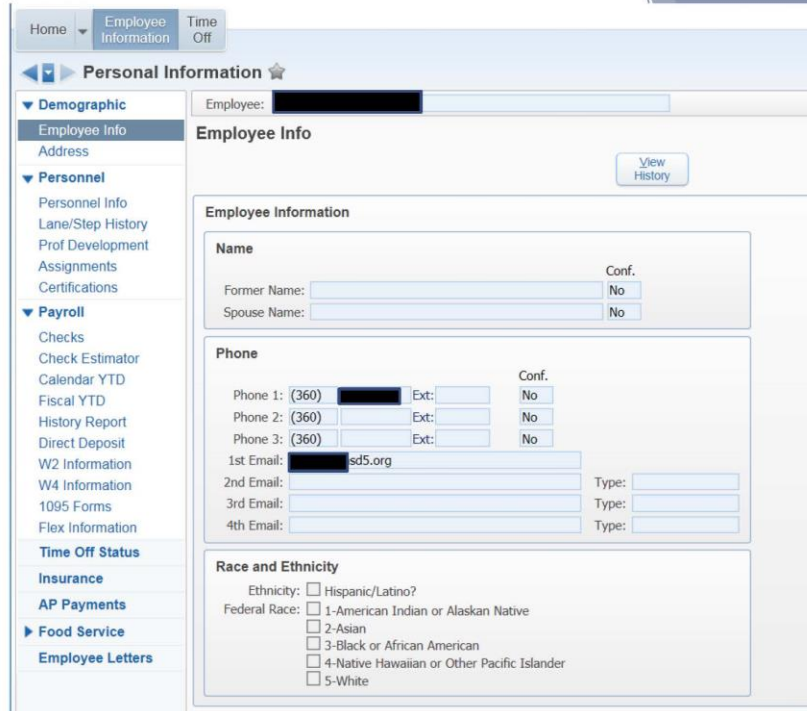 Home
Employee Information
Time Off
Personal Information
Demographic
Employee Info
Address
Personnel
Personnel Info
Lane/Step History
Prof Development
Assignments
Certifications
Payroll
Checks
Check Estimator
Calendar YTD
Fiscal YTD
History Report
Direct Deposit
W2 Information
W4 Information
1095 Forms
Flex Information
Time Off Status
Insurance
AP Payments
Food Service
Employee Letters
Employee:
Employee Info
View History
Employee Information
Name
Conf.
Former Name: No
Spouse Name: No
Phone
Conf.
Phone 1: (360) Ext: No
Phone 2: (360) Ext: No
Phone 3: (360) Ext: No
1st Email: sd5.org
2nd Email: Type:
3rd Email: Type:
4th Email: Type:
Race and Ethnicity
Ethnicity: Hispanic/Latino?
Federal Race: 1-American Indian or Alaskan Native
2-Asian
3-Black or African American
4-Native Hawaiian or Other Pacific Islander
5-White